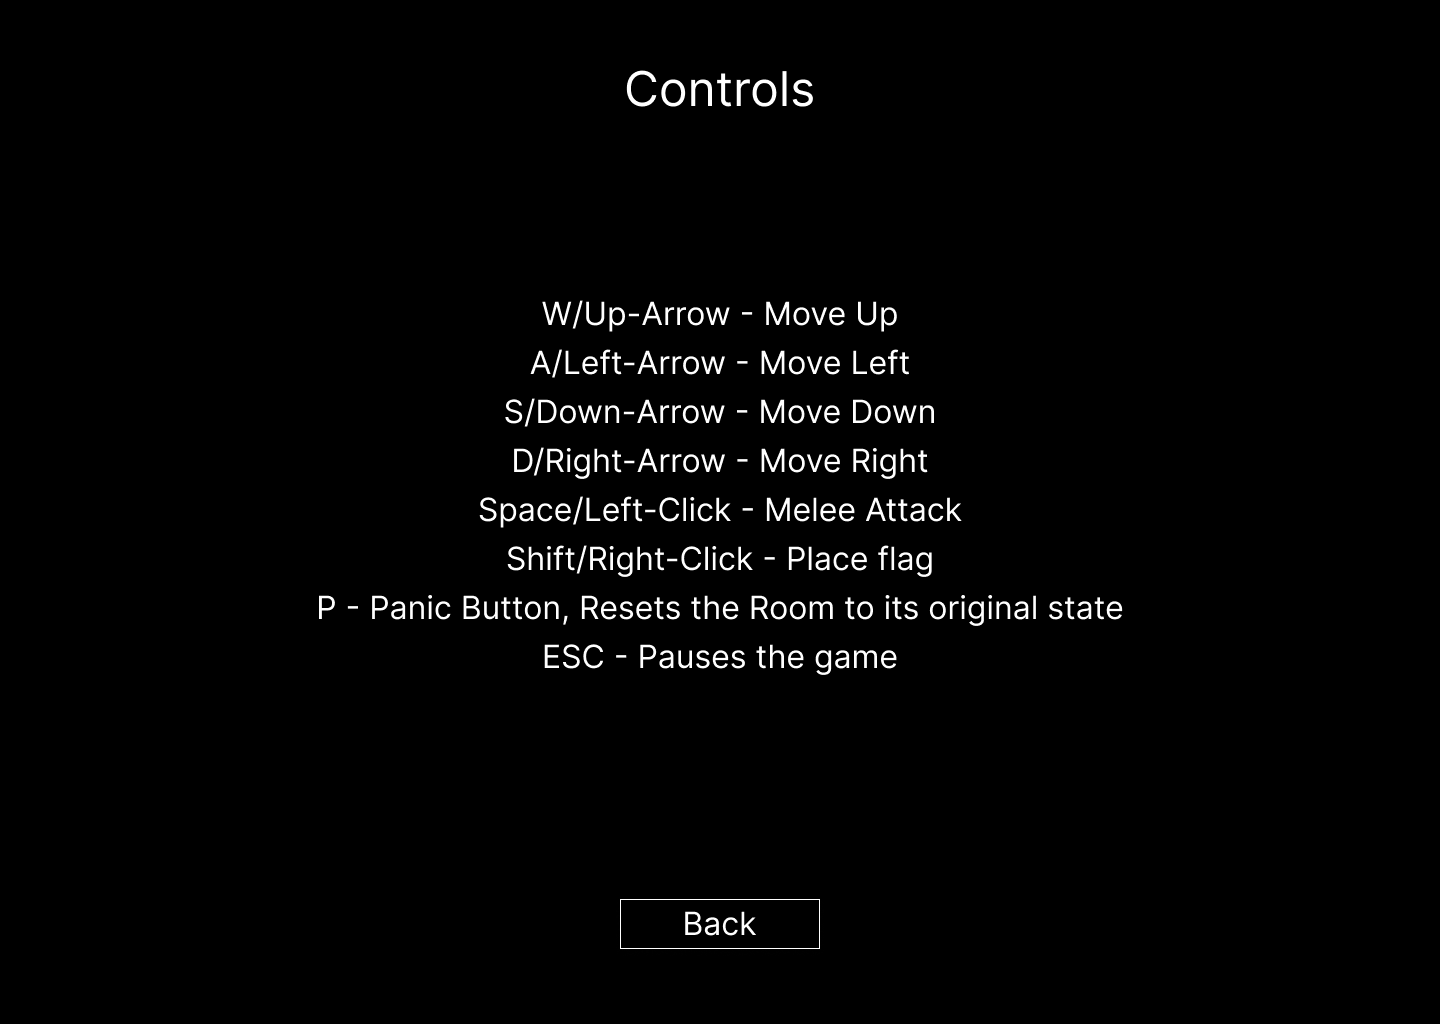 Controls
W/Up-Arrow - Move Up
A/Left-Arrow - Move Left
S/Down-Arrow - Move Down
D/Right-Arrow - Move Right
Space/Left-Click - Melee Attack
Shift/Right-Click - Place flag
P - Panic Button, Resets the Room to its original state
ESC - Pauses the game
Back